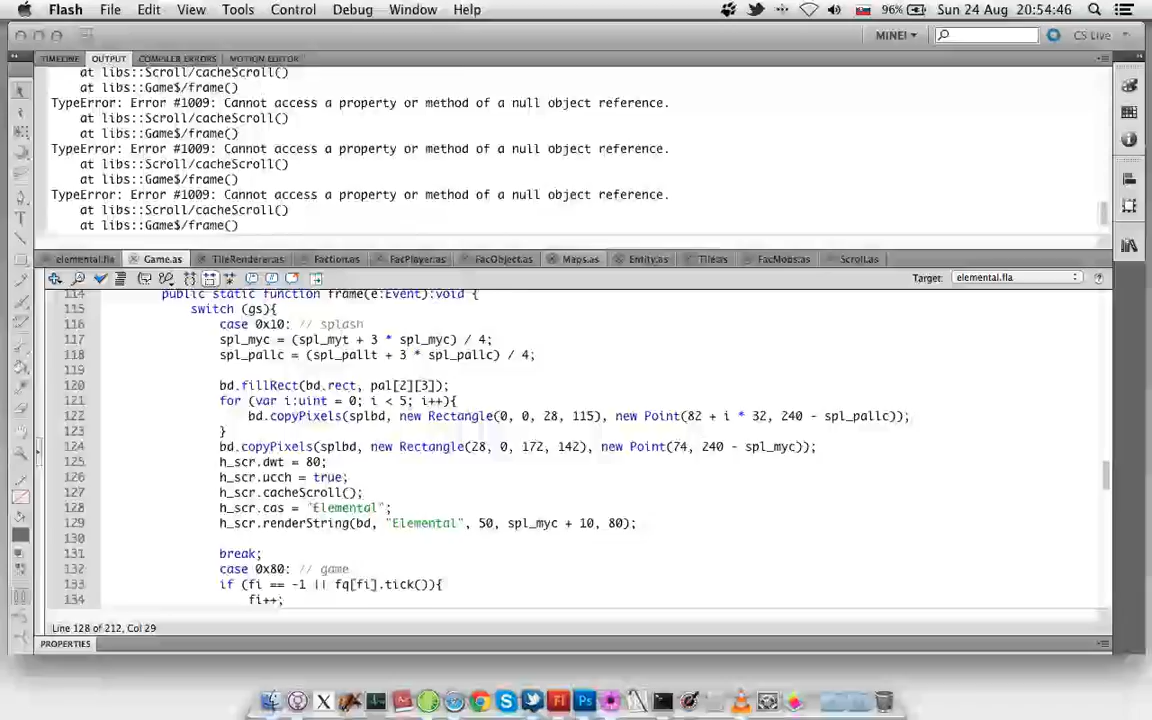 Flash File Edit View Tools Control Debug Window Help 96% Sun 24 Aug 20:54:46
MINEI CS Live
TIMELINE OUTPUT COMPILER ERRORS MOTION EDITOR
at libs::Scroll/cacheScroll()
at libs::Game$/frame()
TypeError: Error #1009: Cannot access a property or method of a null object reference.
at libs::Scroll/cacheScroll()
at libs::Game$/frame()
TypeError: Error #1009: Cannot access a property or method of a null object reference.
at libs::Scroll/cacheScroll()
at libs::Game$/frame()
TypeError: Error #1009: Cannot access a property or method of a null object reference.
at libs::Scroll/cacheScroll()
at libs::Game$/frame()
elemental.fla Game.as TileRenderer.as Faction.as FacPlayer.as FacObject.as Maps.as Entity.as Tile.as FacMobs.as Scroll.as
Target: elemental.fla
114 public static function frame(e:Event):void {
115 switch (gs){
116 case 0x10: // splash
117 spl_myc = (spl_myt + 3 * spl_myc) / 4;
118 spl_pallc = (spl_pallt + 3 * spl_pallc) / 4;
119
120 bd.fillRect(bd.rect, pal[2][3]);
121 for (var i:uint = 0; i < 5; i++){
122 bd.copyPixels(splbd, new Rectangle(0, 0, 28, 115), new Point(82 + i * 32, 240 - spl_pallc));
123 }
124 bd.copyPixels(splbd, new Rectangle(28, 0, 172, 142), new Point(74, 240 - spl_myc));
125 h_scr.dwt = 80;
126 h_scr.ucch = true;
127 h_scr.cacheScroll();
128 h_scr.cas = "Elemental";
129 h_scr.renderString(bd, "Elemental", 50, spl_myc + 10, 80);
130
131 break;
132 case 0x80: // game
133 if (fi == -1 || fq[fi].tick()){
134 fi++;
Line 128 of 212, Col 29
PROPERTIES